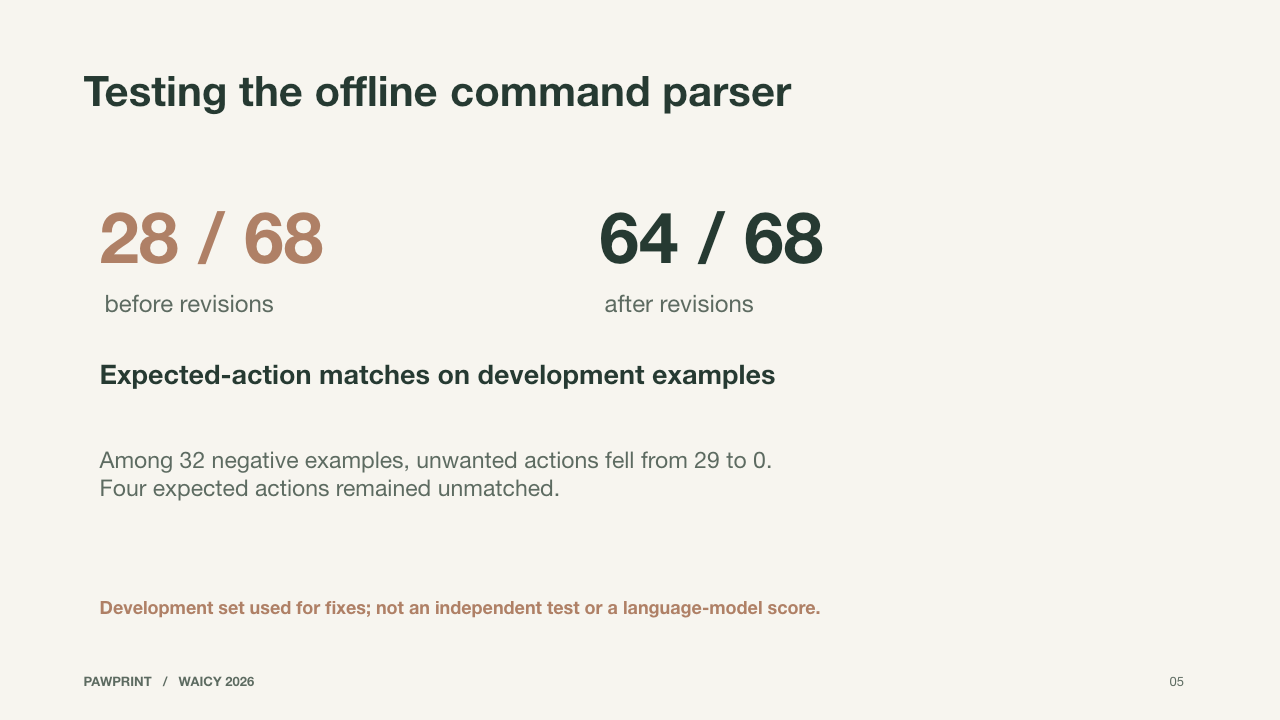 Testing the offline command parser
28 / 68
64 / 68
before revisions
after revisions
Expected-action matches on development examples
Among 32 negative examples, unwanted actions fell from 29 to 0.
Four expected actions remained unmatched.
Development set used for fixes; not an independent test or a language-model score.
PAWPRINT / WAICY 2026
05